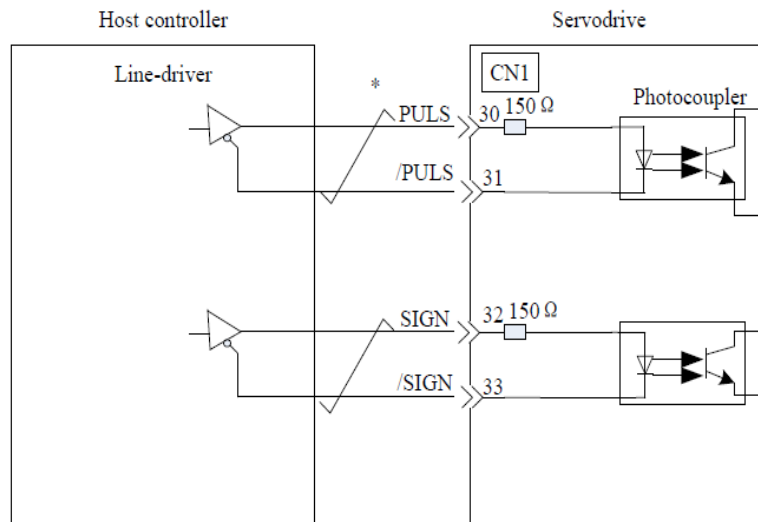 Host controller
Servodrive
Line-driver
CN1
*
PULS
30
150 Ω
Photocoupler
/PULS
31
SIGN
32
150 Ω
/SIGN
33